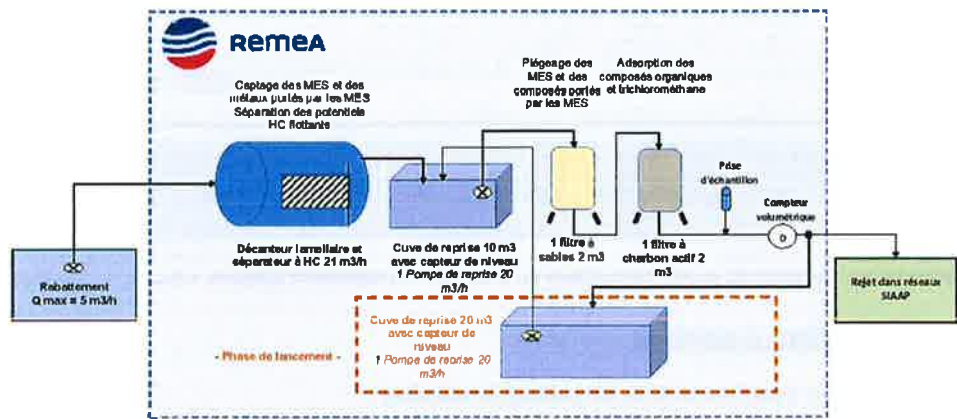 RemeA
Captage des MES et des
métaux portés par les MES
Séparation des potentiels
HC flottants
Piégeage des
MES et des
composés portés
par les MES
Adsorption des
composés organiques
et trichlorométhane
Prise
d'échantillon
Compteur
volumétrique
Décanteur lamellaire et
séparateur à HC 21 m3/h
Cuve de reprise 10 m3
avec capteur de niveau
1 Pompe de reprise 20
m3/h
1 filtre à
sables 2 m3
1 filtre à
charbon actif 2
m3
Rabattement
Q max = 5 m3/h
Rejet dans réseaux
SIAAP
- Phase de lancement -
Cuve de reprise 20 m3
avec capteur de
niveau
1 Pompe de reprise 20
m3/h